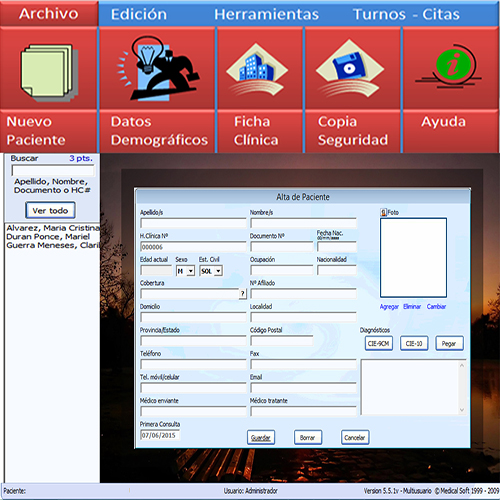 Archivo Edición Herramientas Turnos - Citas
Nuevo Paciente
Datos Demográficos
Ficha Clínica
Copia Seguridad
Ayuda
Buscar 3 pts.
Apellido, Nombre,
Documento o HC#
Ver todo
Alvarez, Maria Cristina
Duran Ponce, Mariel
Guerra Meneses, Claril
Alta de Paciente
Apellido/s Nombre/s Foto
H.Clínica Nº Documento Nº Fecha Nac.
dd/mm/aaaa
000006
Edad actual Sexo Est. Civil Ocupación Nacionalidad
M SOL
Cobertura Nº Afiliado
?
Agregar Eliminar Cambiar
Domicilio Localidad
Provincia/Estado Código Postal Diagnósticos
CIE-9CM CIE-10 Pegar
Teléfono Fax
Tel. móvil/celular Email
Médico enviante Médico tratante
Primera Consulta
07/06/2015
Guardar Borrar Cancelar
Paciente: Usuario: Administrador Version 5.5.1v - Multiusuario © Medical Soft 1999 - 2009